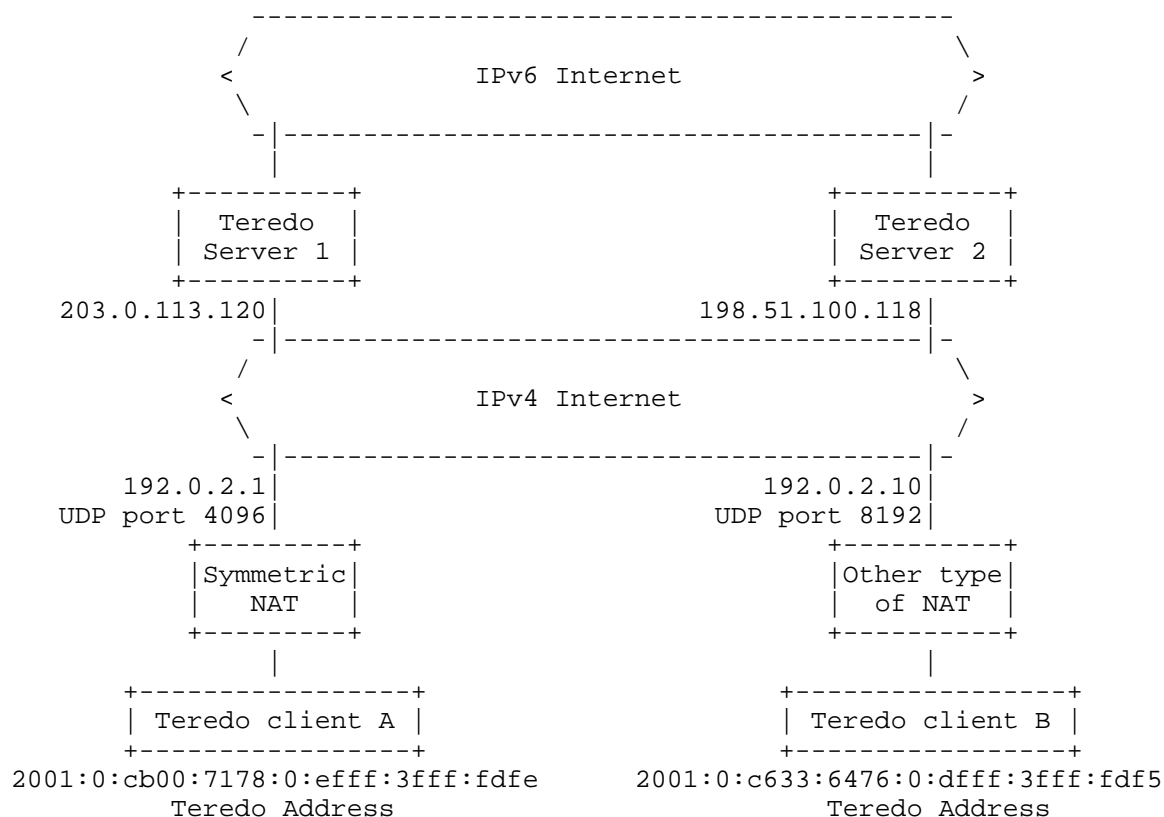 IPv6 Internet
Teredo Teredo
Server 1 Server 2
203.0.113.120 198.51.100.118
IPv4 Internet
192.0.2.1 192.0.2.10
UDP port 4096 UDP port 8192
Symmetric Other type
NAT of NAT
Teredo client A Teredo client B
2001:0:cb00:7178:0:efff:3fff:fdfe 2001:0:c633:6476:0:dfff:3fff:fdf5
Teredo Address Teredo Address